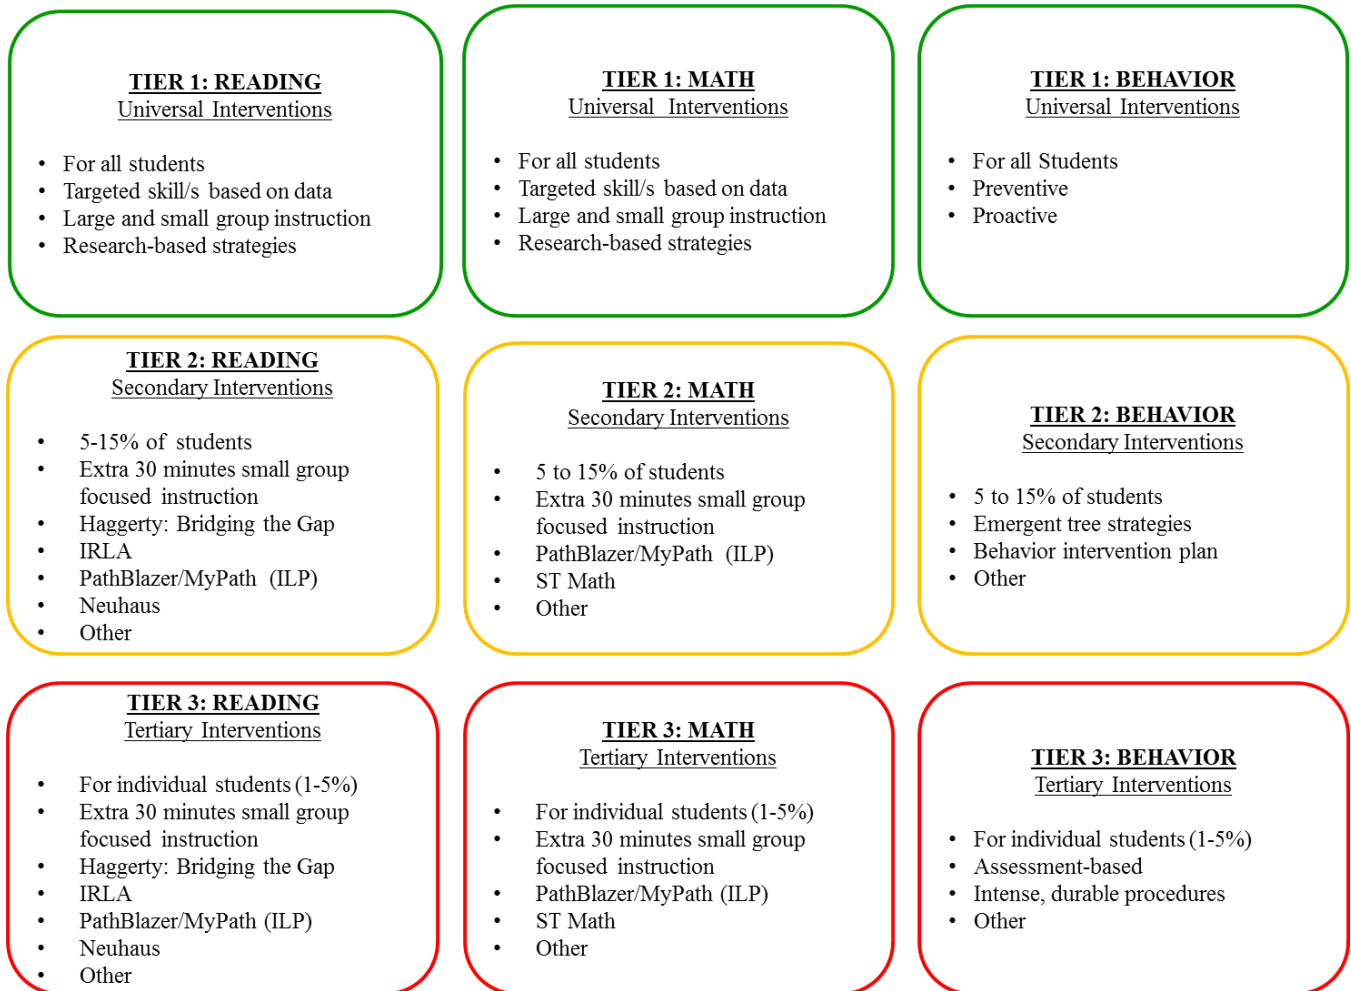 TIER 1: READING
Universal Interventions
• For all students
• Targeted skill/s based on data
• Large and small group instruction
• Research-based strategies
TIER 1: MATH
Universal Interventions
• For all students
• Targeted skill/s based on data
• Large and small group instruction
• Research-based strategies
TIER 1: BEHAVIOR
Universal Interventions
• For all Students
• Preventive
• Proactive
TIER 2: READING
Secondary Interventions
• 5-15% of students
• Extra 30 minutes small group
focused instruction
• Haggerty: Bridging the Gap
• IRLA
• PathBlazer/MyPath (ILP)
• Neuhaus
• Other
TIER 2: MATH
Secondary Interventions
• 5 to 15% of students
• Extra 30 minutes small group
focused instruction
• PathBlazer/MyPath (ILP)
• ST Math
• Other
TIER 2: BEHAVIOR
Secondary Interventions
• 5 to 15% of students
• Emergent tree strategies
• Behavior intervention plan
• Other
TIER 3: READING
Tertiary Interventions
• For individual students (1-5%)
• Extra 30 minutes small group
focused instruction
• Haggerty: Bridging the Gap
• IRLA
• PathBlazer/MyPath (ILP)
• Neuhaus
• Other
TIER 3: MATH
Tertiary Interventions
• For individual students (1-5%)
• Extra 30 minutes small group
focused instruction
• PathBlazer/MyPath (ILP)
• ST Math
• Other
TIER 3: BEHAVIOR
Tertiary Interventions
• For individual students (1-5%)
• Assessment-based
• Intense, durable procedures
• Other